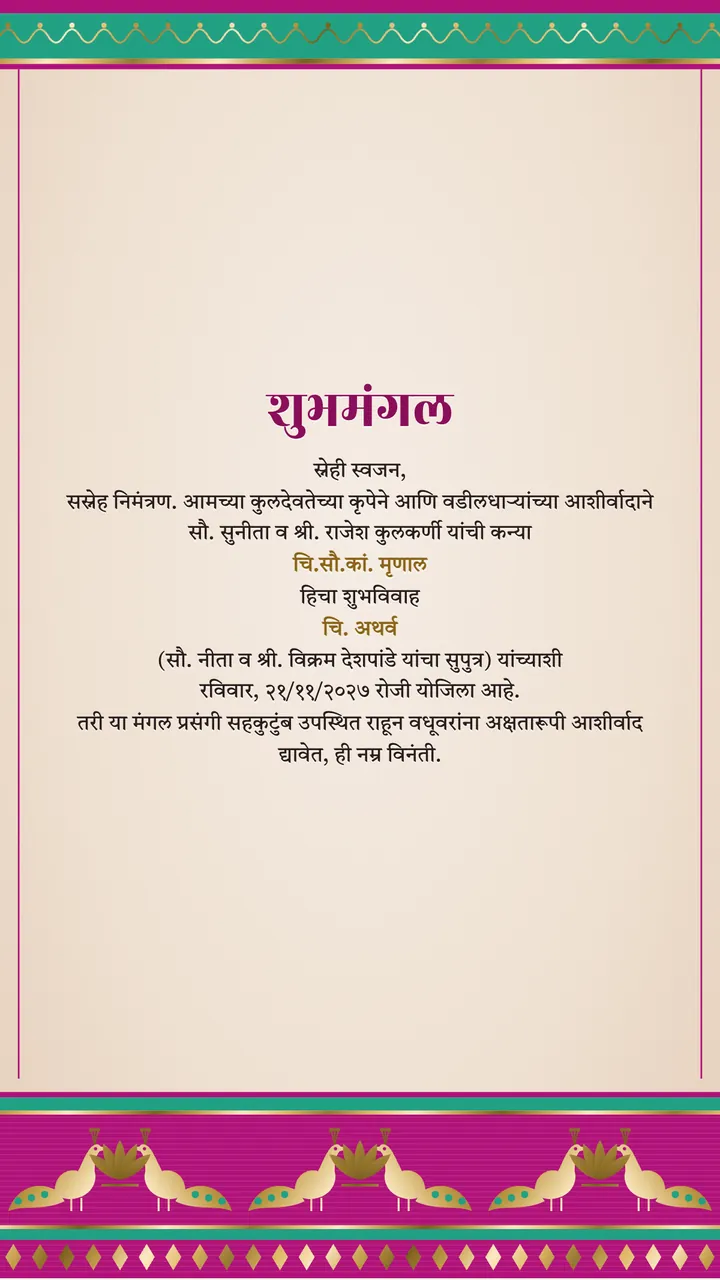 शुभमंगल
स्नेही स्वजन,
सस्नेह निमंत्रण. आमच्या कुलदेवतेच्या कृपेने आणि वडीलधाऱ्यांच्या आशीर्वादाने
सौ. सुनीता व श्री. राजेश कुलकर्णी यांची कन्या
चि.सौ.कां. मृणाल
हिचा शुभविवाह
चि. अथर्व
(सौ. नीता व श्री. विक्रम देशपांडे यांचा सुपुत्र) यांच्याशी
रविवार, २१/११/२०२७ रोजी योजिला आहे.
तरी या मंगल प्रसंगी सहकुटुंब उपस्थित राहून वधूवरांना अक्षतारूपी आशीर्वाद
द्यावेत, ही नम्र विनंती.